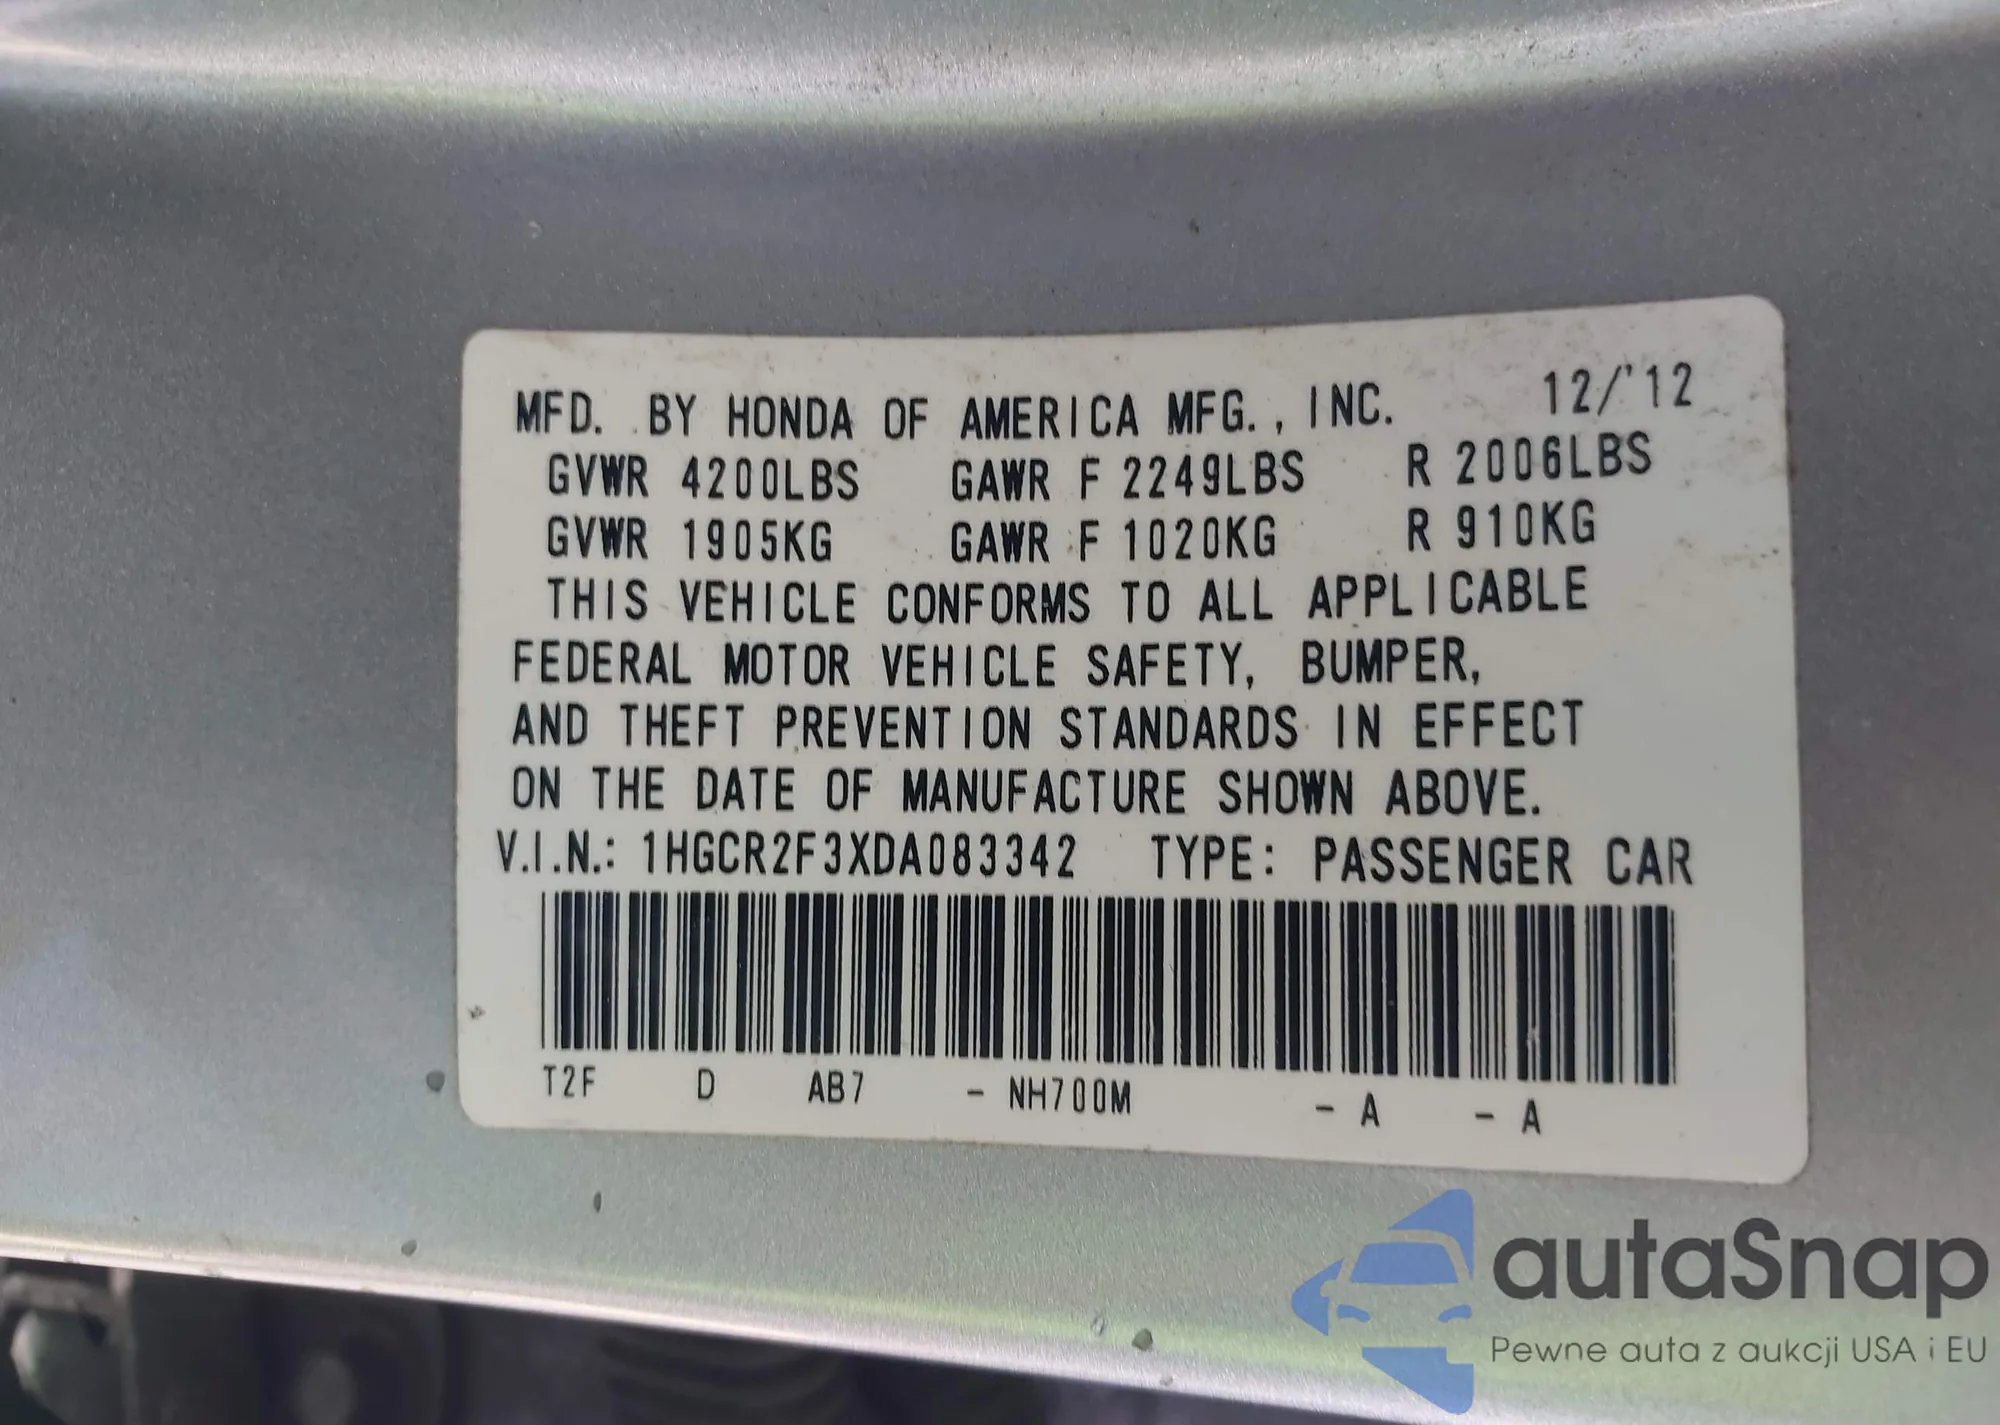 MFD. BY HONDA OF AMERICA MFG., INC. 12/'12
GVWR 4200LBS GAWR F 2249LBS R 2006LBS
GVWR 1905KG GAWR F 1020KG R 910KG
THIS VEHICLE CONFORMS TO ALL APPLICABLE
FEDERAL MOTOR VEHICLE SAFETY, BUMPER,
AND THEFT PREVENTION STANDARDS IN EFFECT
ON THE DATE OF MANUFACTURE SHOWN ABOVE.
V.I.N.: 1HGCR2F3XDA083342 TYPE: PASSENGER CAR
T2F D AB7 - NH700M - A - A
autaSnap
Pewne auta z aukcji USA i EU